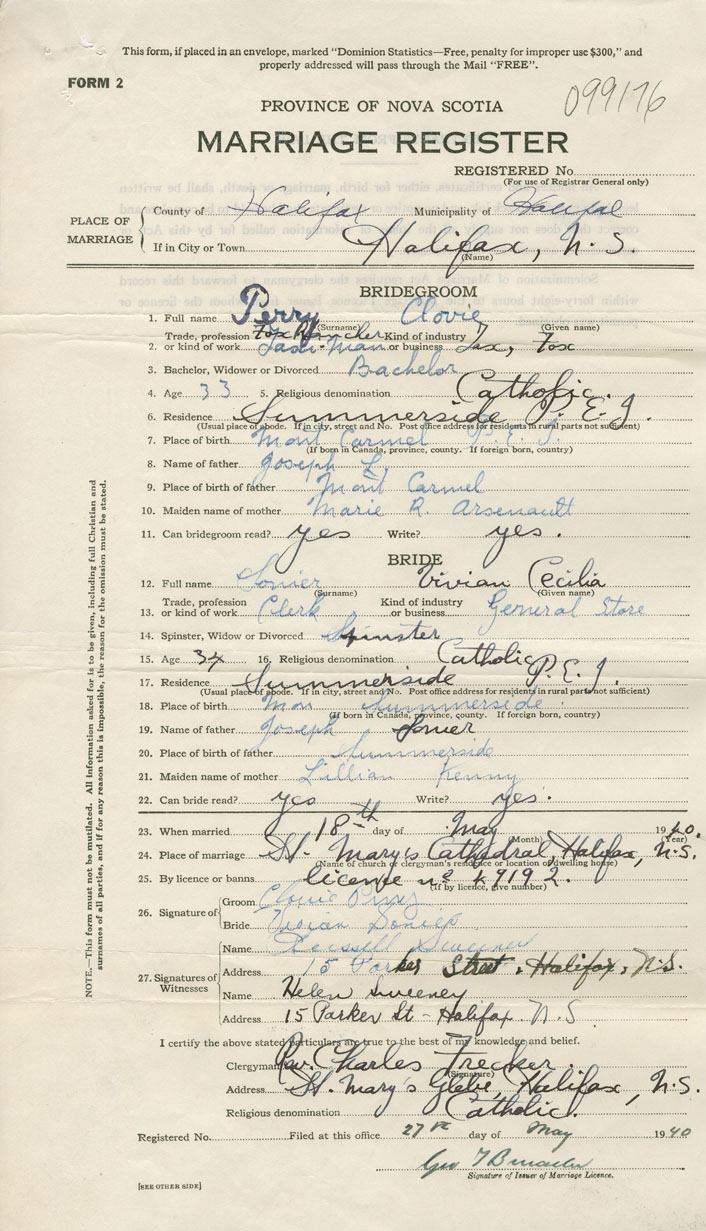 This form, if placed in an envelope, marked "Dominion Statistics—Free, penalty for improper use $300," and
properly addressed will pass through the Mail "FREE".
FORM 2
099176
PROVINCE OF NOVA SCOTIA
MARRIAGE REGISTER
REGISTERED No.
(For use of Registrar General only)
PLACE OF MARRIAGE
County of Halifax Municipality of Halifax
If in City or Town Halifax, N.S.
(Name)
BRIDEGROOM
1. Full name Perry Clovie
(Surname) (Given name)
Trade, profession Fox Rancher Kind of industry
2. or kind of work Taxi-Man or business Tax, Fox
3. Bachelor, Widower or Divorced Bachelor
4. Age 33 5. Religious denomination Catholic.
6. Residence Summerside P.E.I.
(Usual place of abode. If in city, street and No. Post office address for residents in rural parts not sufficient)
7. Place of birth Mont Carmel P.E.I.
(If born in Canada, province, county. If foreign born, country)
8. Name of father Joseph L.
9. Place of birth of father Mont Carmel
10. Maiden name of mother Marie R. Arsenault
11. Can bridegroom read? yes Write? yes.
BRIDE
12. Full name Sonier Vivian Cecilia
(Surname) (Given name)
Trade, profession Kind of industry
13. or kind of work Clerk or business General Store
14. Spinster, Widow or Divorced Spinster
15. Age 34 16. Religious denomination Catholic
17. Residence Summerside P.E.I.
(Usual place of abode. If in city, street and No. Post office address for residents in rural parts not sufficient)
18. Place of birth Summerside
(If born in Canada, province, county. If foreign born, country)
19. Name of father Joseph Sonier
20. Place of birth of father Summerside
21. Maiden name of mother Lillian Kenny
22. Can bride read? yes Write? yes.
23. When married 18th day of May 1940.
(Month) (Year)
24. Place of marriage St. Mary's Cathedral, Halifax, N.S.
(Name of church or clergyman's residence or location of dwelling house)
25. By licence or banns licence no K9192.
(If by licence, give number)
26. Signature of
Groom Clovie Perry
Bride Vivian Sonier
27. Signatures of Witnesses
Name
Address 15 Parker Street, Halifax, N.S.
Name Helen Sweeney
Address 15 Parker St - Halifax N.S.
I certify the above stated particulars are true to the best of my knowledge and belief.
Clergyman Rev. Charles Trecker.
(Signature)
Address St. Mary's Glebe, Halifax, N.S.
Religious denomination Catholic.
Registered No. Filed at this office 27th day of May 1940
Geo
Signature of Issuer of Marriage Licence.
[SEE OTHER SIDE]
NOTE.—This form must not be mutilated. All information asked for is to be given, including full Christian and
surnames of all parties, and if for any reason this is impossible, the reason for the omission must be stated.